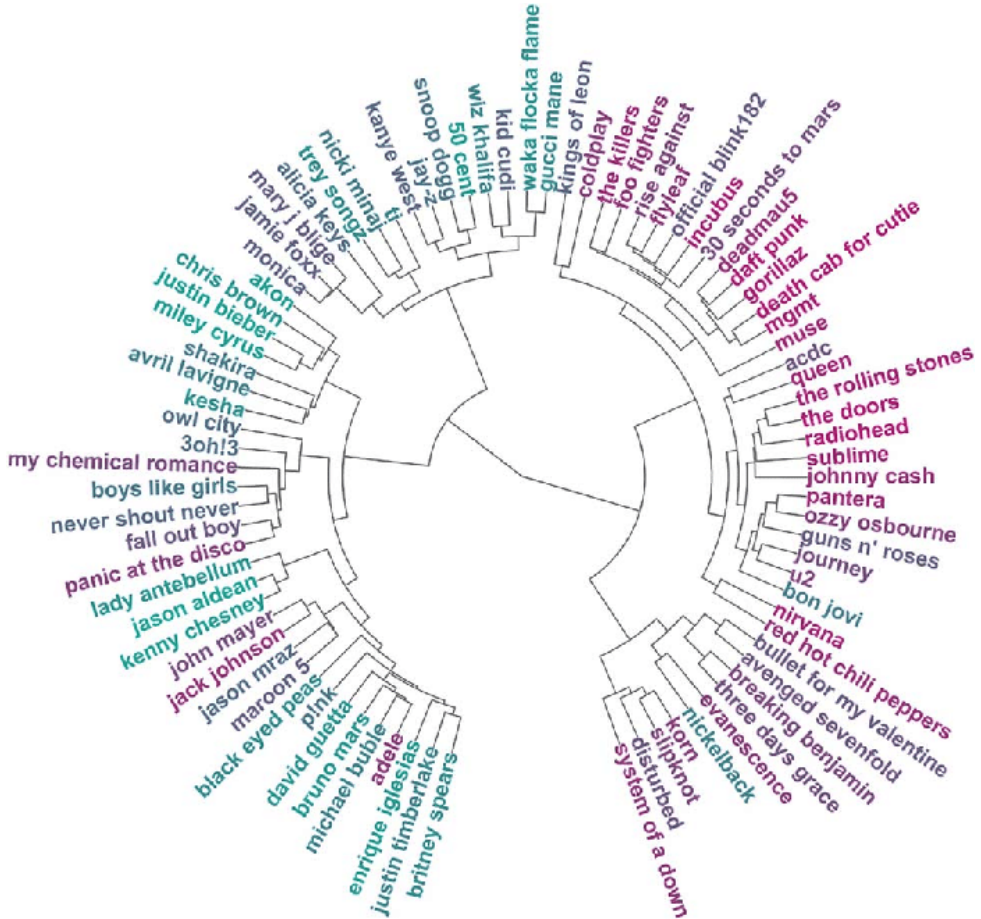 waka flocka flame
gucci mane
kings of leon
coldplay
the killers
foo fighters
rise against
flyleaf
official blink182
incubus
30 seconds to mars
deadmau5
daft punk
gorillaz
death cab for cutie
mgmt
muse
acdc
queen
the rolling stones
the doors
radiohead
sublime
johnny cash
pantera
ozzy osbourne
guns n' roses
journey
u2
bon jovi
nirvana
red hot chili peppers
bullet for my valentine
avenged sevenfold
breaking benjamin
three days grace
evanescence
nickelback
korn
slipknot
disturbed
system of a down
britney spears
justin timberlake
enrique iglesias
adele
michael buble
bruno mars
david guetta
p!nk
black eyed peas
maroon 5
jason mraz
jack johnson
john mayer
kenny chesney
jason aldean
lady antebellum
panic at the disco
fall out boy
never shout never
boys like girls
my chemical romance
3oh!3
owl city
kesha
avril lavigne
shakira
miley cyrus
justin bieber
chris brown
akon
monica
jamie foxx
mary j blige
alicia keys
trey songz
nicki minaj
ti
kanye west
jay-z
snoop dogg
50 cent
wiz khalifa
kid cudi